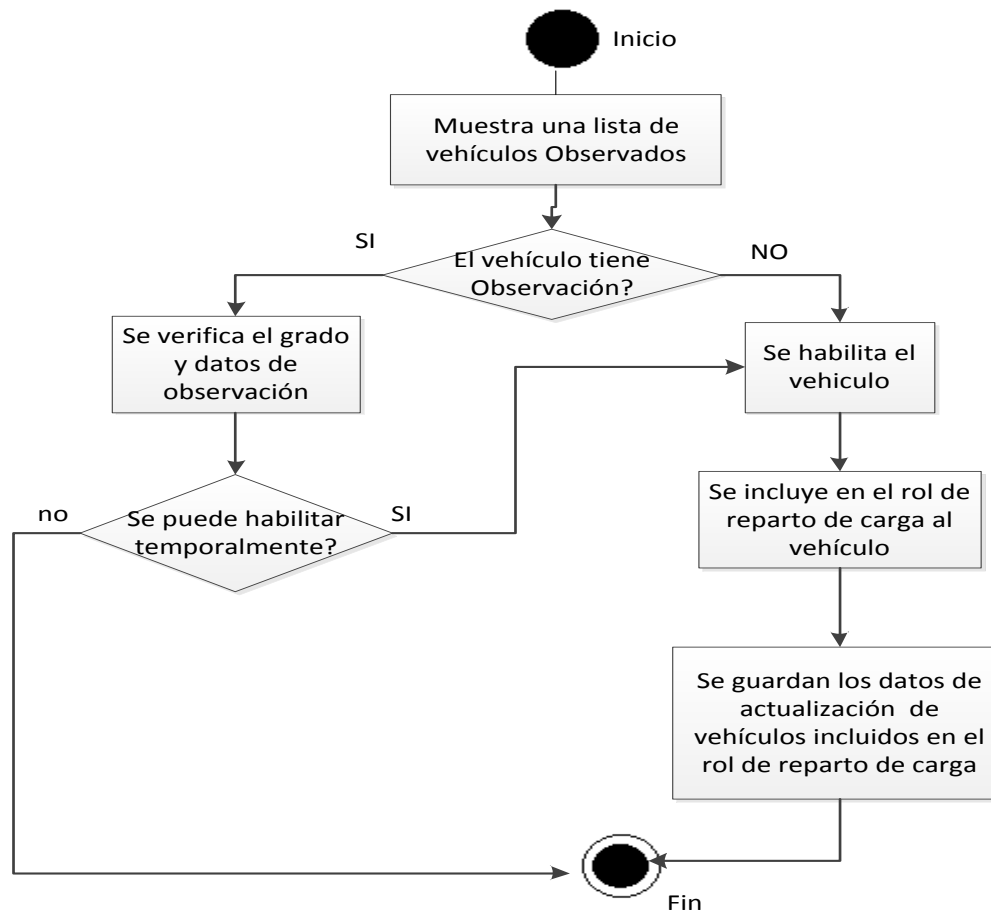 Inicio
Muestra una lista de
vehículos Observados
SI
El vehículo tiene
Observación?
NO
Se verifica el grado
y datos de
observación
Se habilita el
vehiculo
no
Se puede habilitar
temporalmente?
SI
Se incluye en el rol de
reparto de carga al
vehículo
Se guardan los datos de
actualización de
vehículos incluidos en el
rol de reparto de carga
Fin